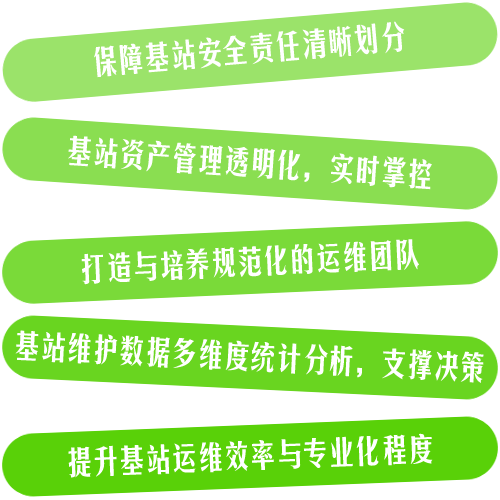 保障基站安全责任清晰划分
基站资产管理透明化，实时掌控
打造与培养规范化的运维团队
基站维护数据多维度统计分析，支撑决策
提升基站运维效率与专业化程度